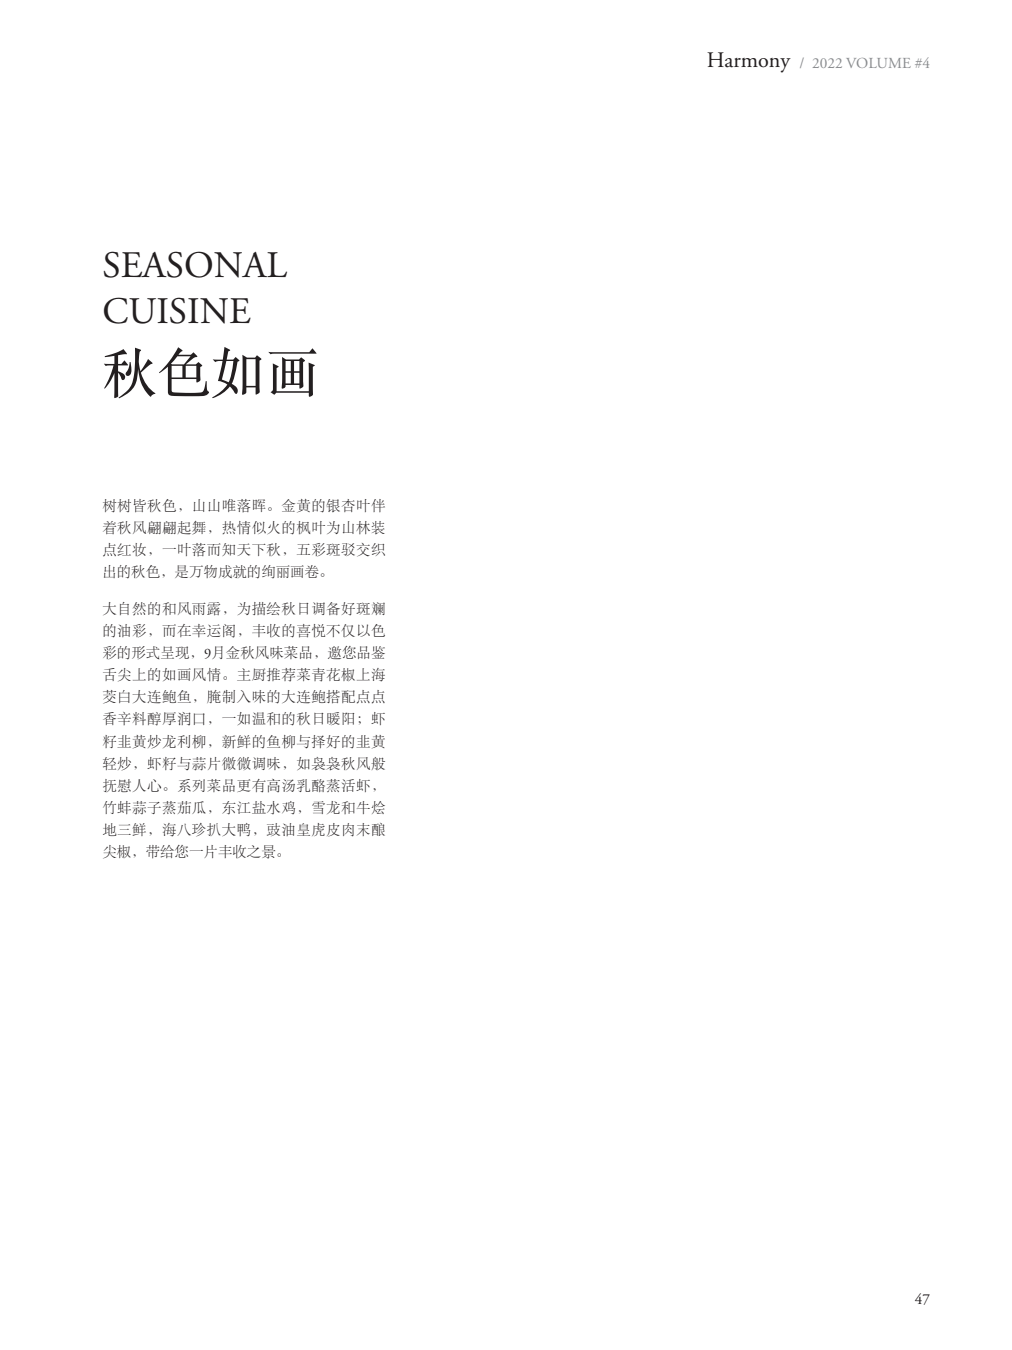 Harmony / 2022 VOLUME #4
SEASONAL
CUISINE
秋色如画
树树皆秋色，山山唯落晖。金黄的银杏叶伴
着秋风翩翩起舞，热情似火的枫叶为山林装
点红妆，一叶落而知天下秋，五彩斑驳交织
出的秋色，是万物成就的绚丽画卷。
大自然的和风雨露，为描绘秋日调备好斑斓
的油彩，而在幸运阁，丰收的喜悦不仅以色
彩的形式呈现，9月金秋风味菜品，邀您品鉴
舌尖上的如画风情。主厨推荐菜青花椒上海
茭白大连鲍鱼，腌制入味的大连鲍搭配点点
香辛料醇厚润口，一如温和的秋日暖阳；虾
籽韭黄炒龙利柳，新鲜的鱼柳与择好的韭黄
轻炒，虾籽与蒜片微微调味，如袅袅秋风般
抚慰人心。系列菜品更有高汤乳酪蒸活虾，
竹蚌蒜子蒸茄瓜，东江盐水鸡，雪龙和牛烩
地三鲜，海八珍扒大鸭，豉油皇虎皮肉末酿
尖椒，带给您一片丰收之景。
47